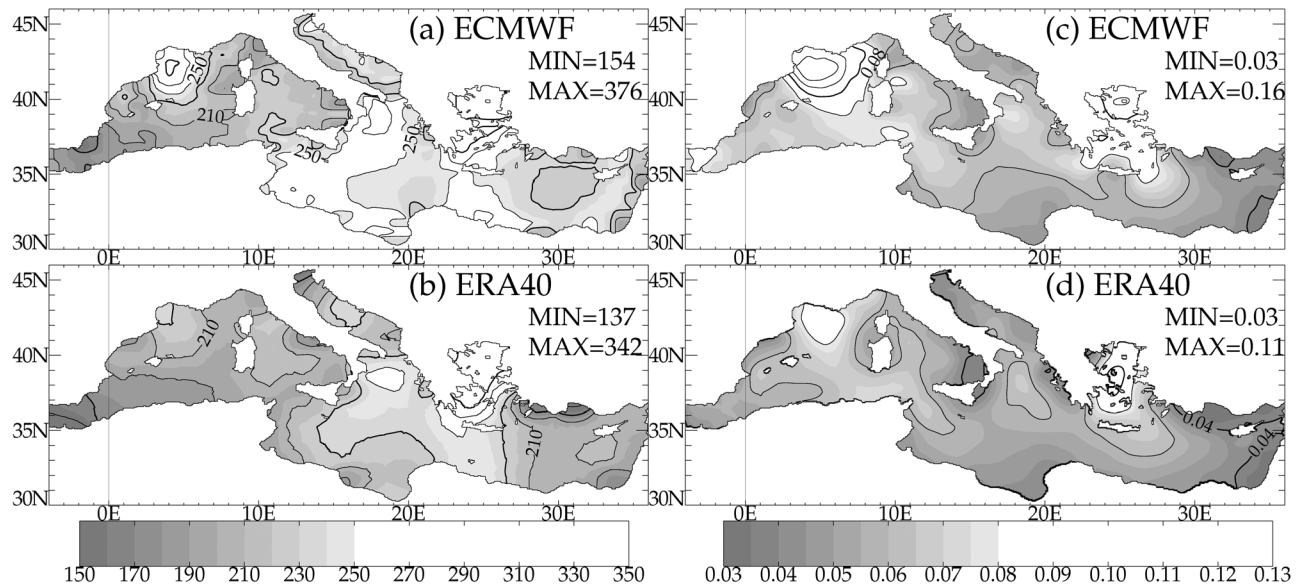 45N
40N
35N
30N
(a) ECMWF
MIN=154
MAX=376
250
210
250
250
0E 10E 20E 30E
45N
40N
35N
30N
(c) ECMWF
MIN=0.03
MAX=0.16
0.08
0E 10E 20E 30E
45N
40N
35N
30N
(b) ERA40
MIN=137
MAX=342
210
210
0E 10E 20E 30E
45N
40N
35N
30N
(d) ERA40
MIN=0.03
MAX=0.11
0.04
0.04
0E 10E 20E 30E
150 170 190 210 230 250 270 290 310 330 350
0.03 0.04 0.05 0.06 0.07 0.08 0.09 0.10 0.11 0.12 0.13